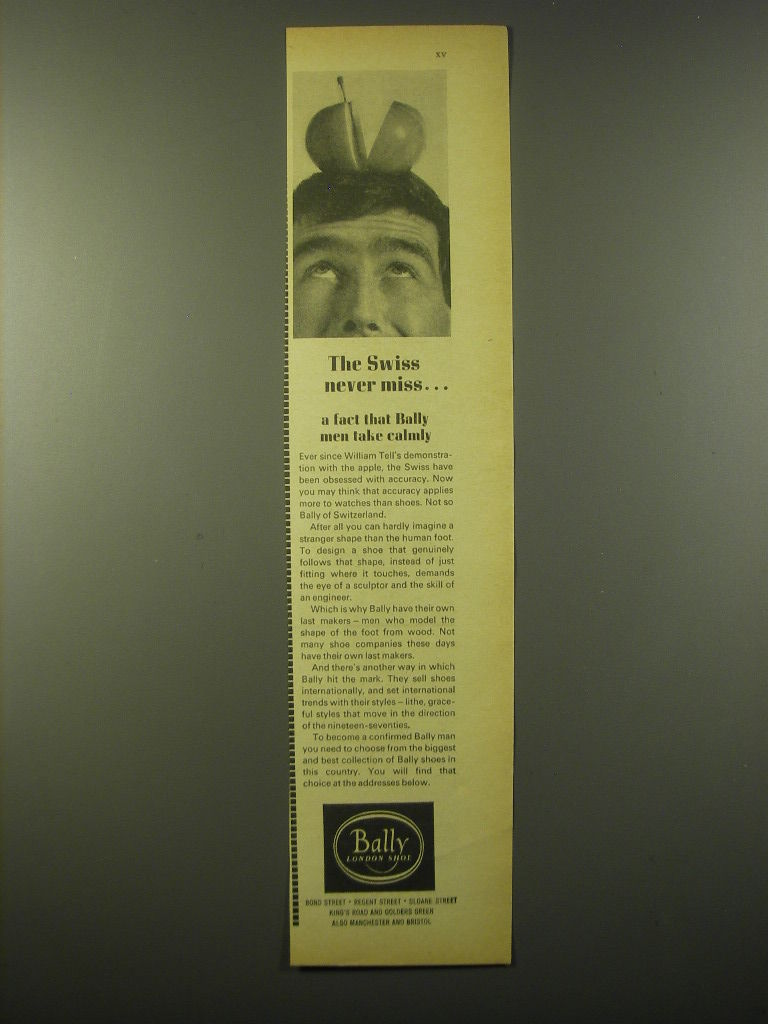 xv
The Swiss
never miss...
a fact that Bally
men take calmly
Ever since William Tell's demonstra-
tion with the apple, the Swiss have
been obsessed with accuracy. Now
you may think that accuracy applies
more to watches than shoes. Not so
Bally of Switzerland.
After all you can hardly imagine a
stranger shape than the human foot.
To design a shoe that genuinely
follows that shape, instead of just
fitting where it touches, demands
the eye of a sculptor and the skill of
an engineer.
Which is why Bally have their own
last makers – men who model the
shape of the foot from wood. Not
many shoe companies these days
have their own last makers.
And there's another way in which
Bally hit the mark. They sell shoes
internationally, and set international
trends with their styles – lithe, grace-
ful styles that move in the direction
of the nineteen-seventies.
To become a confirmed Bally man
you need to choose from the biggest
and best collection of Bally shoes in
this country. You will find that
choice at the addresses below.
Bally
LONDON SHOE
BOND STREET • REGENT STREET • SLOANE STREET
KING'S ROAD AND GOLDERS GREEN
ALSO MANCHESTER AND BRISTOL